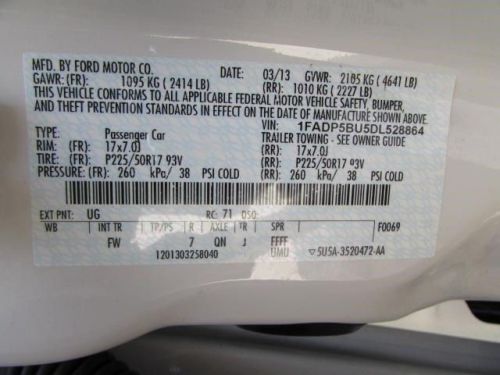 MFD. BY FORD MOTOR CO.
DATE: 03/13 GVWR: 2105 KG ( 4641 LB)
GAWR:(FR): 1095 KG ( 2414 LB) (RR): 1010 KG ( 2227 LB)
THIS VEHICLE CONFORMS TO ALL APPLICABLE FEDERAL MOTOR VEHICLE SAFETY, BUMPER,
AND THEFT PREVENTION STANDARDS IN EFFECT ON THE DATE OF MANUFACTURE SHOWN ABOVE.
VIN: 1FADP5BU5DL528864
TYPE: Passenger Car TRAILER TOWING - SEE OWNER GUIDE
RIM: (FR): 17x7.0J (RR): 17x7.0J
TIRE: (FR): P225/50R17 93V (RR): P225/50R17 93V
PRESSURE: (FR): 260 kPa/ 38 PSI COLD (RR): 260 kPa/ 38 PSI COLD
EXT PNT: UG RC: 71 DSO: F0069
WB INT TR TP/PS R AXLE TR SPR
FW 7 QN J FFFF
1201303258040 UMU 5U5A-3520472-AA